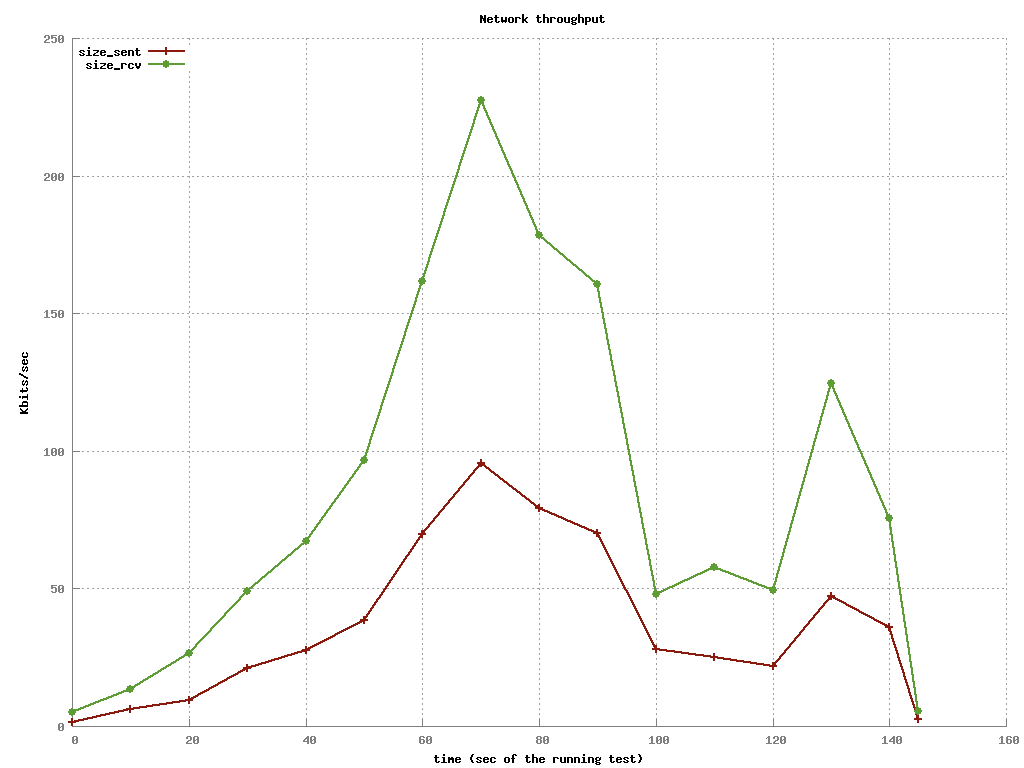 Network throughput
250
size_sent
size_rcv
200
150
Kbits/sec
100
50
0
0 20 40 60 80 100 120 140 160
time (sec of the running test)